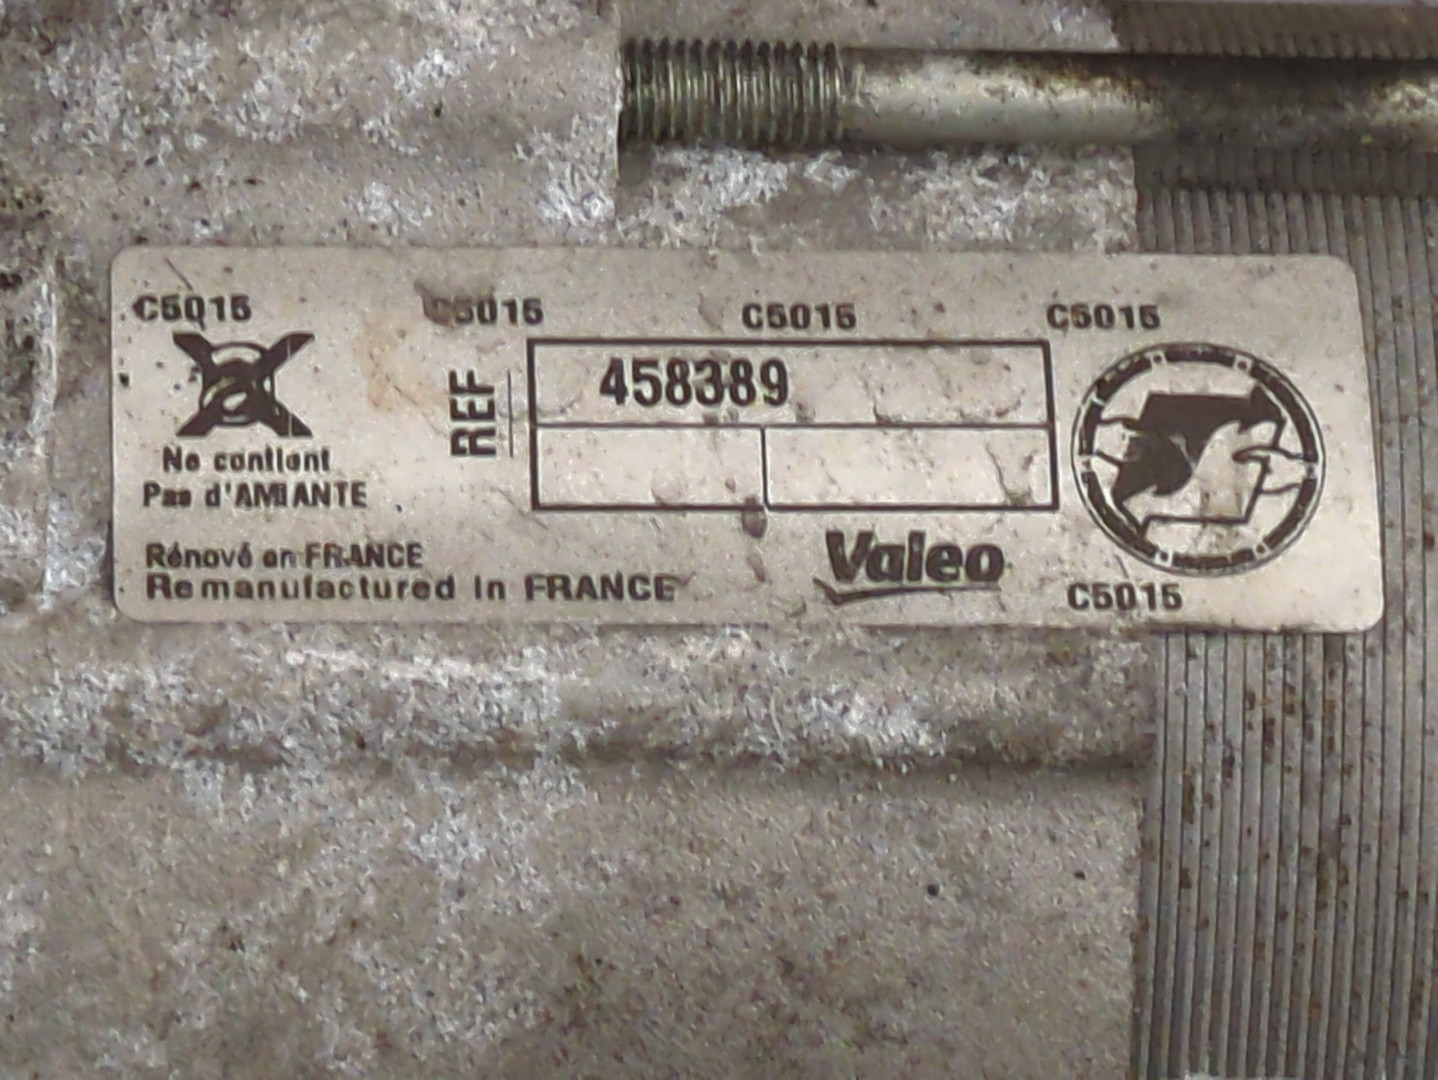 C5015 C5015 C5015 C5015
REF 458389
Ne contient
Pas d'AMIANTE
Rénové en FRANCE
Remanufactured in FRANCE
Valeo
C5015